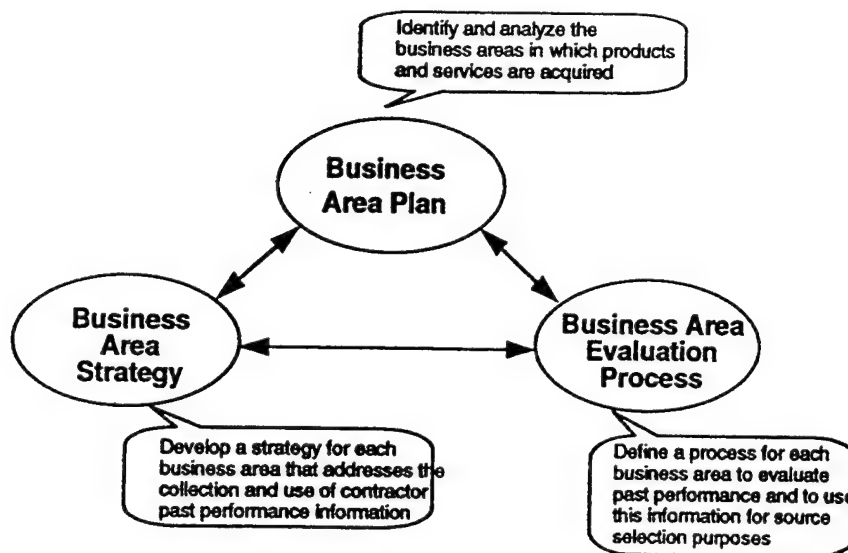 Identify and analyze the
business areas in which products
and services are acquired
Business
Area Plan
Business
Area
Strategy
Business Area
Evaluation
Process
Develop a strategy for each
business area that addresses the
collection and use of contractor
past performance information
Define a process for each
business area to evaluate
past performance and to use
this information for source
selection purposes